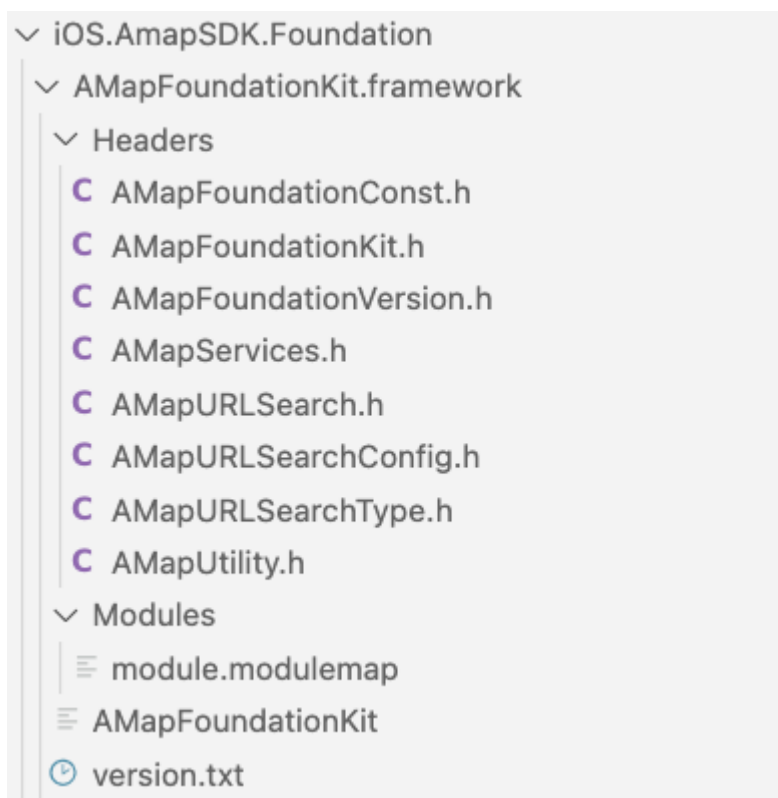 iOS.AmapSDK.Foundation
AMapFoundationKit.framework
Headers
C AMapFoundationConst.h
C AMapFoundationKit.h
C AMapFoundationVersion.h
C AMapServices.h
C AMapURLSearch.h
C AMapURLSearchConfig.h
C AMapURLSearchType.h
C AMapUtility.h
Modules
module.modulemap
AMapFoundationKit
version.txt